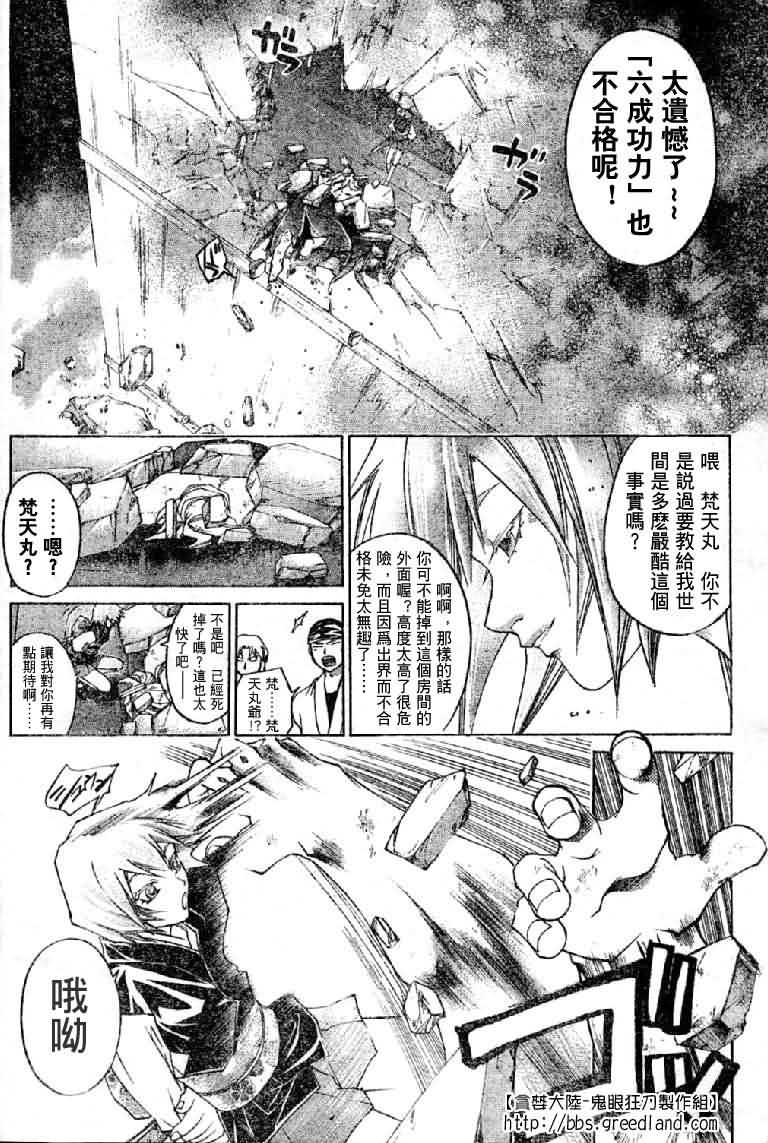 太遺憾了～～
「六成功力」也
不合格呢！
ガラ
ガラ
喂　梵天丸　你不
是說過要教給我世
間是多麼嚴酷這個
事實嗎？
啊啊，那樣的話
你可不能掉到這個房間的
外面喔？高度太高了很危
險，而且因爲出界而不合
格未免太無趣了……
……嗯？
梵天丸？
梵……梵
天丸爺!?
不是吧　已經死
掉了嗎？這也太
快了吧——
讓我對你再有
點期待啊……
哦呦
大陸-鬼眼狂刀製作組】
http://bbs.greedland.com